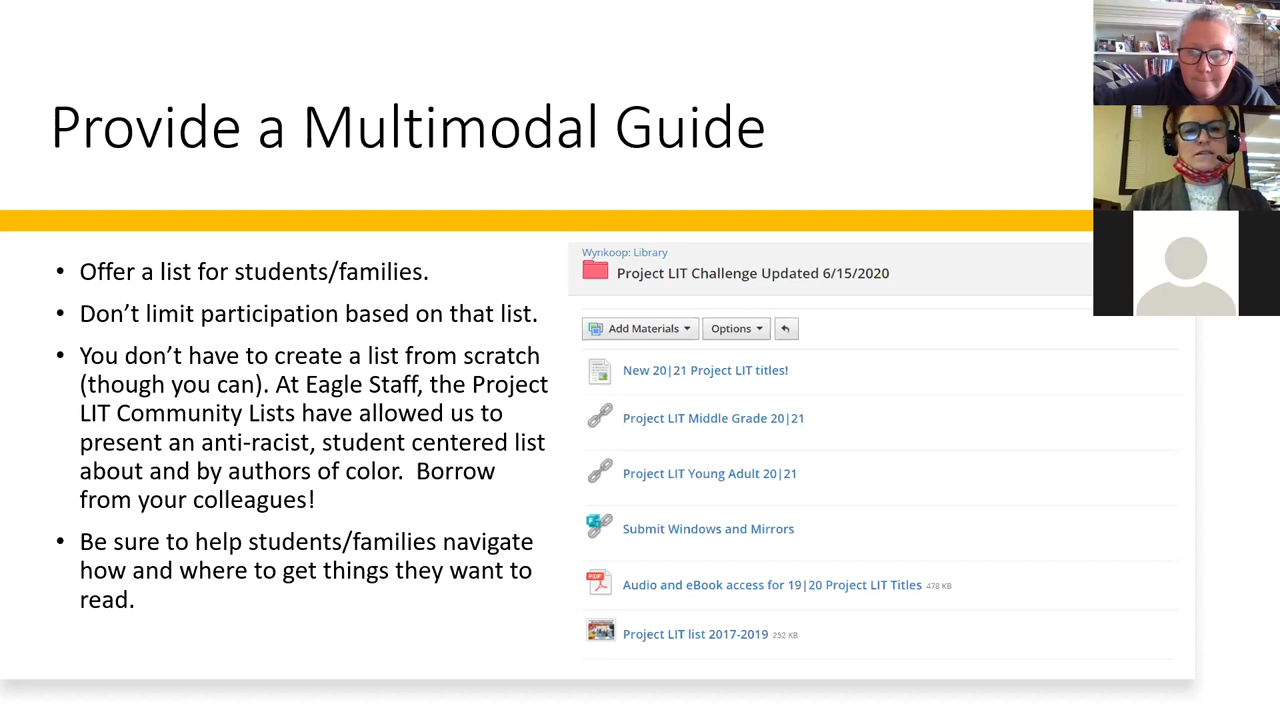 Provide a Multimodal Guide
• Offer a list for students/families.
• Don’t limit participation based on that list.
• You don’t have to create a list from scratch
(though you can). At Eagle Staff, the Project
LIT Community Lists have allowed us to
present an anti-racist, student centered list
about and by authors of color.  Borrow
from your colleagues!
• Be sure to help students/families navigate
how and where to get things they want to
read.
Wynkoop: Library
Project LIT Challenge Updated 6/15/2020
Add Materials Options
New 20|21 Project LIT titles!
Project LIT Middle Grade 20|21
Project LIT Young Adult 20|21
Submit Windows and Mirrors
PDF
Audio and eBook access for 19|20 Project LIT Titles 478 KB
Project LIT list 2017-2019 252 KB